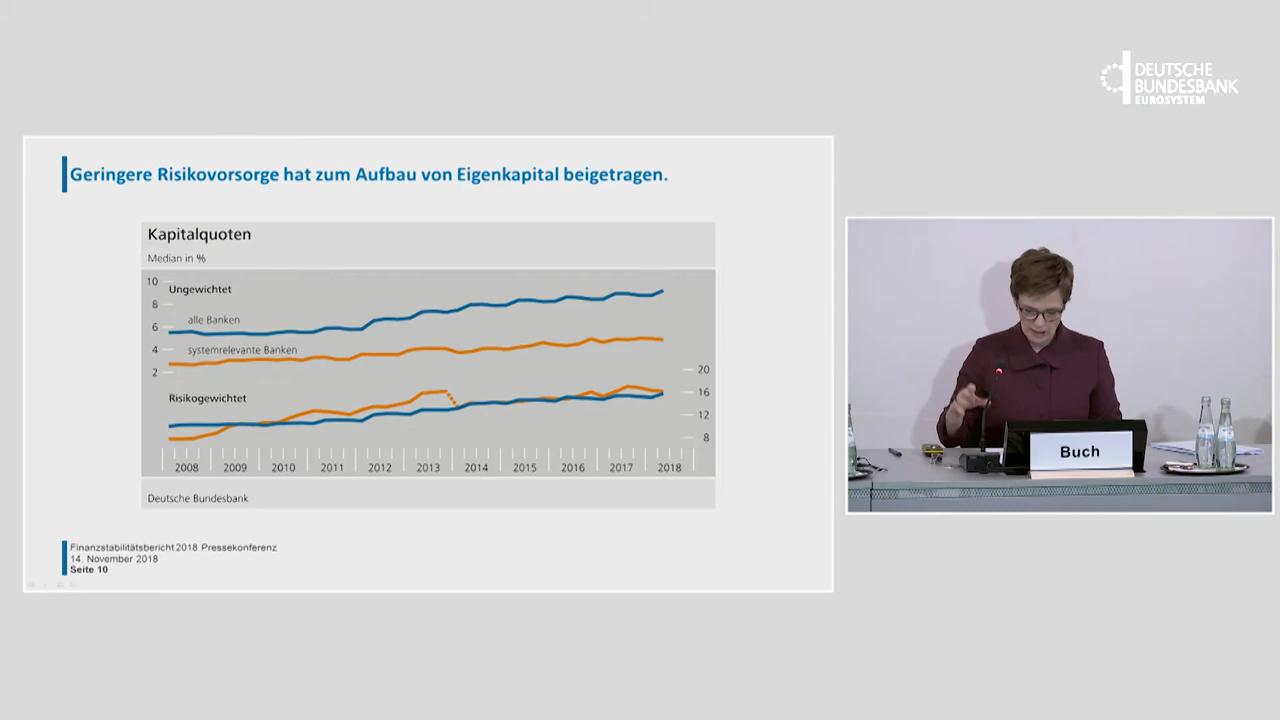 DEUTSCHE
BUNDESBANK
EUROSYSTEM
Geringere Risikovorsorge hat zum Aufbau von Eigenkapital beigetragen.
Kapitalquoten
Median in %
10
Ungewichtet
8
alle Banken
6
4
systemrelevante Banken
2
20
16
Risikogewichtet
12
8
2008 2009 2010 2011 2012 2013 2014 2015 2016 2017 2018
Deutsche Bundesbank
Finanzstabilitätsbericht 2018 Pressekonferenz
14. November 2018
Seite 10
Buch